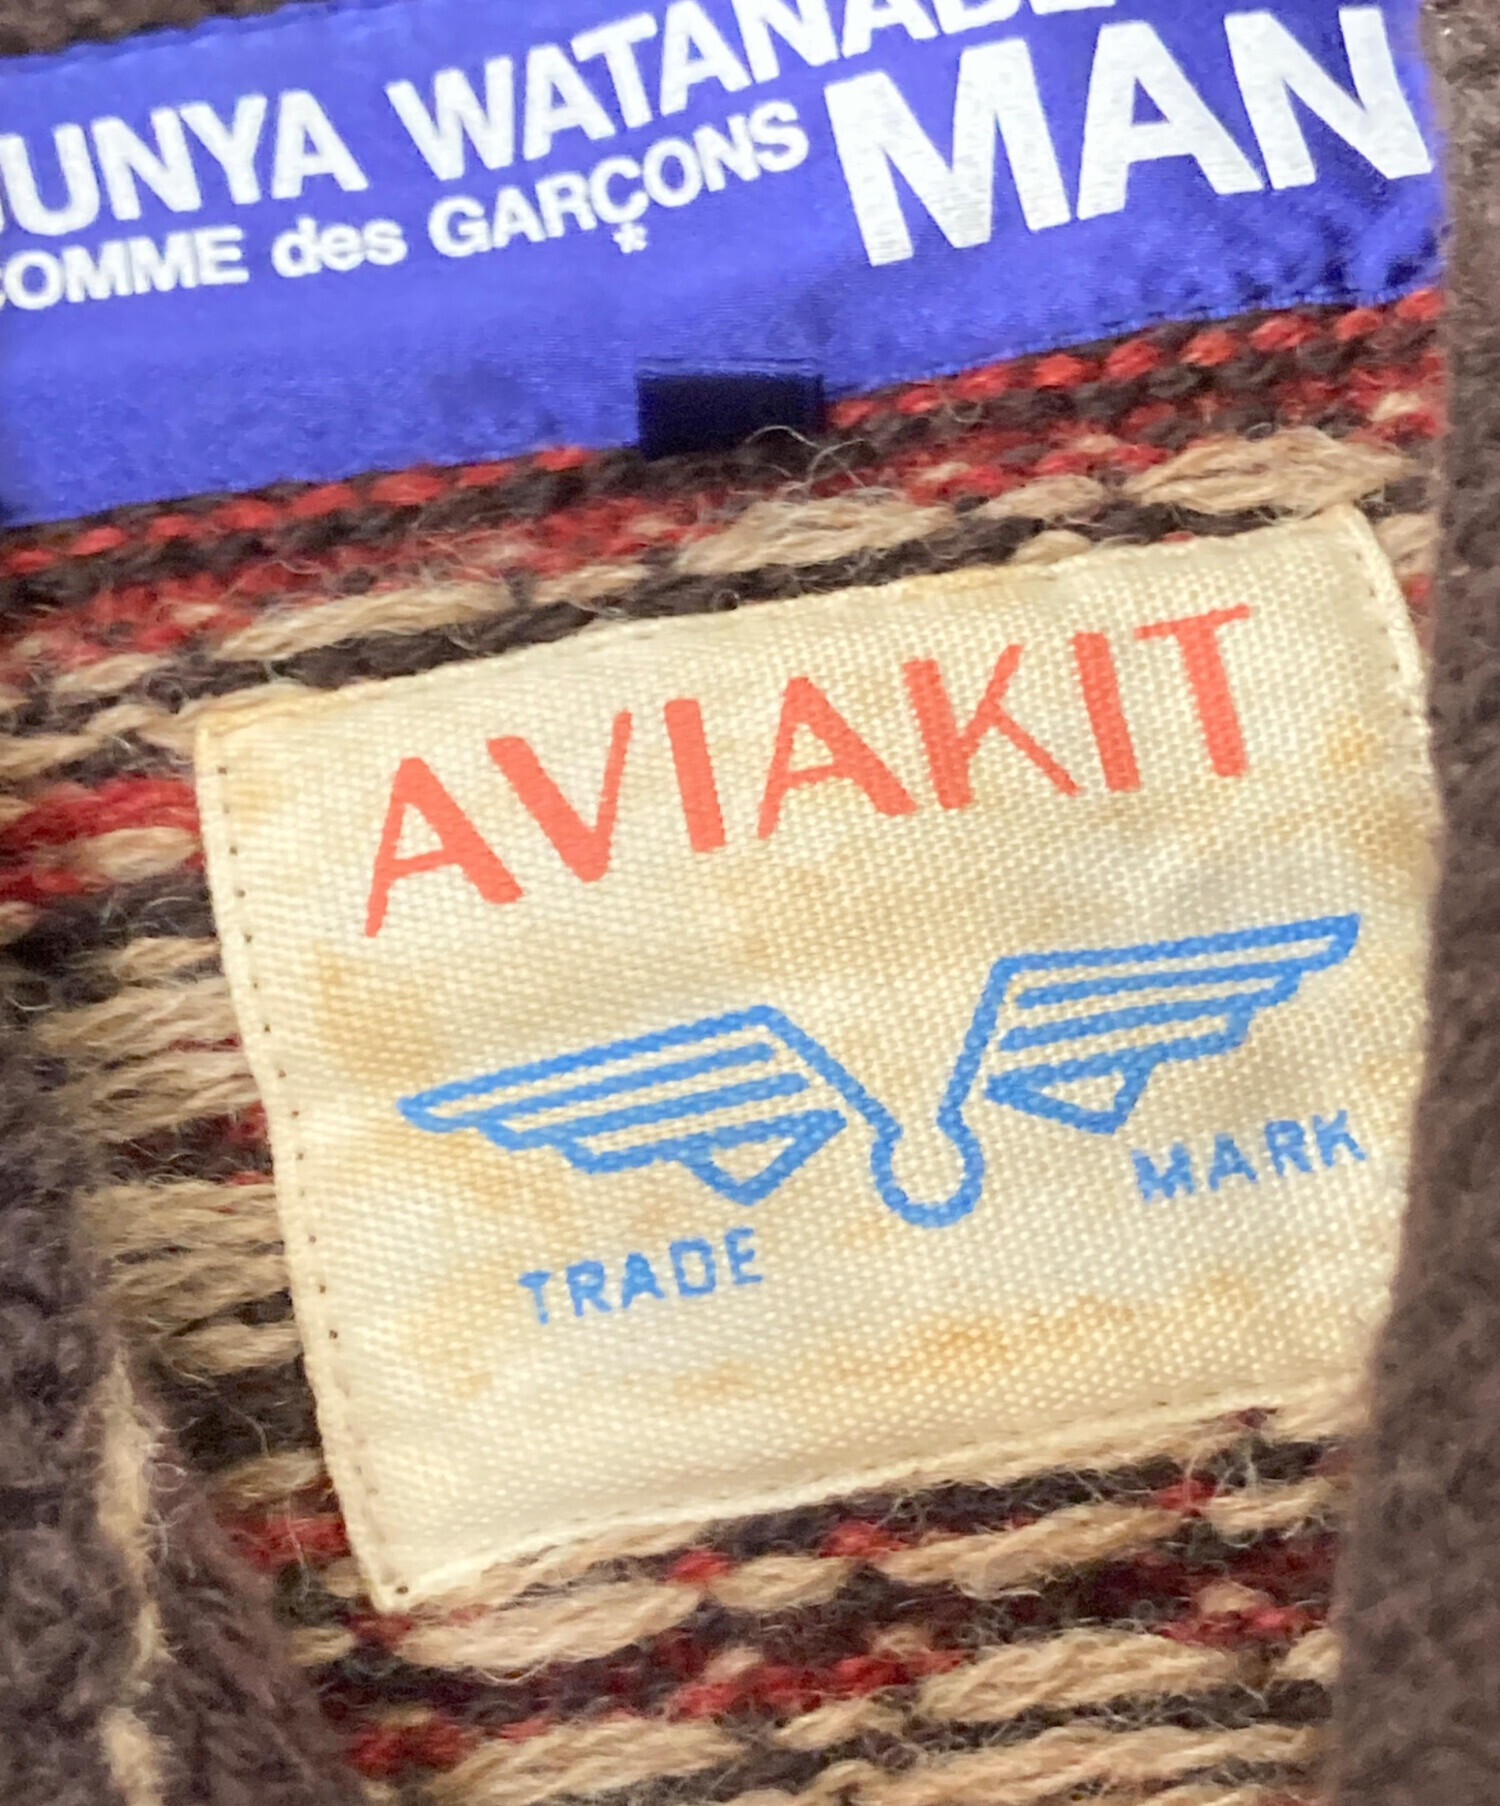 JUNYA WATANABE
COMME des GARÇONS MAN
*
AVIAKIT
TRADE MARK